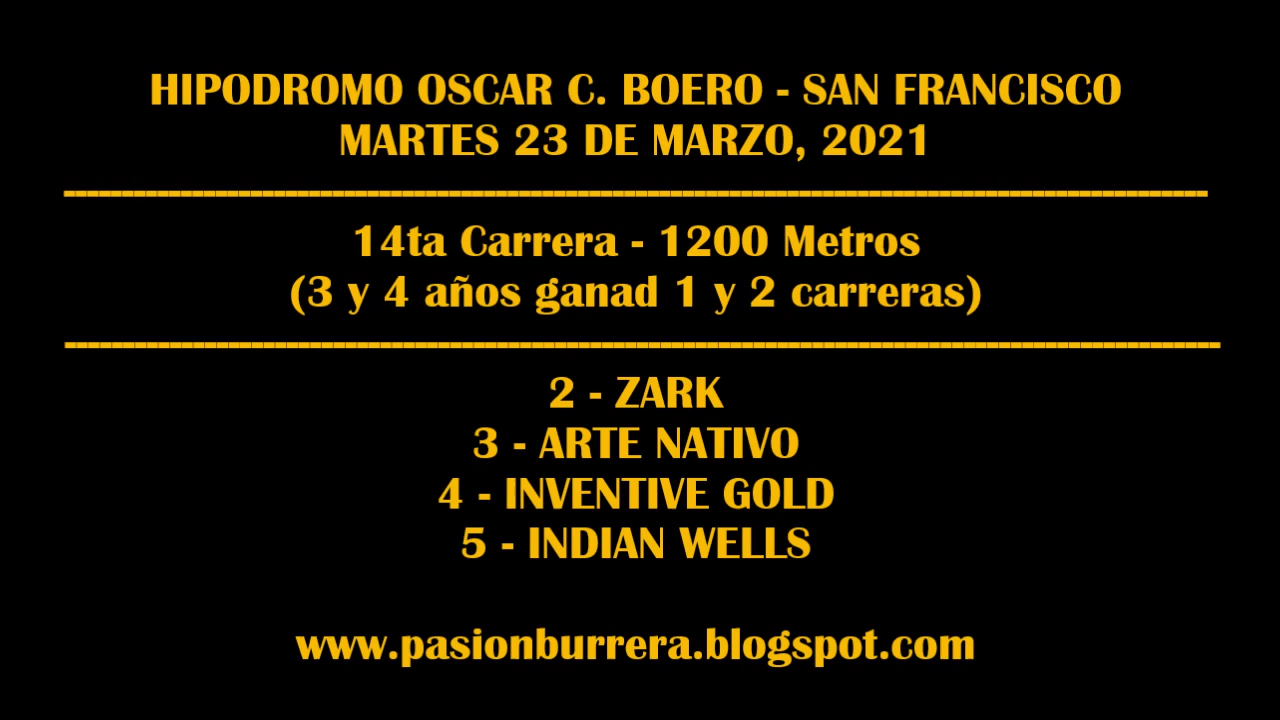 HIPODROMO OSCAR C. BOERO - SAN FRANCISCO
MARTES 23 DE MARZO, 2021
14ta Carrera - 1200 Metros
(3 y 4 años ganad 1 y 2 carreras)
2 - ZARK
3 - ARTE NATIVO
4 - INVENTIVE GOLD
5 - INDIAN WELLS
www.pasionburrera.blogspot.com